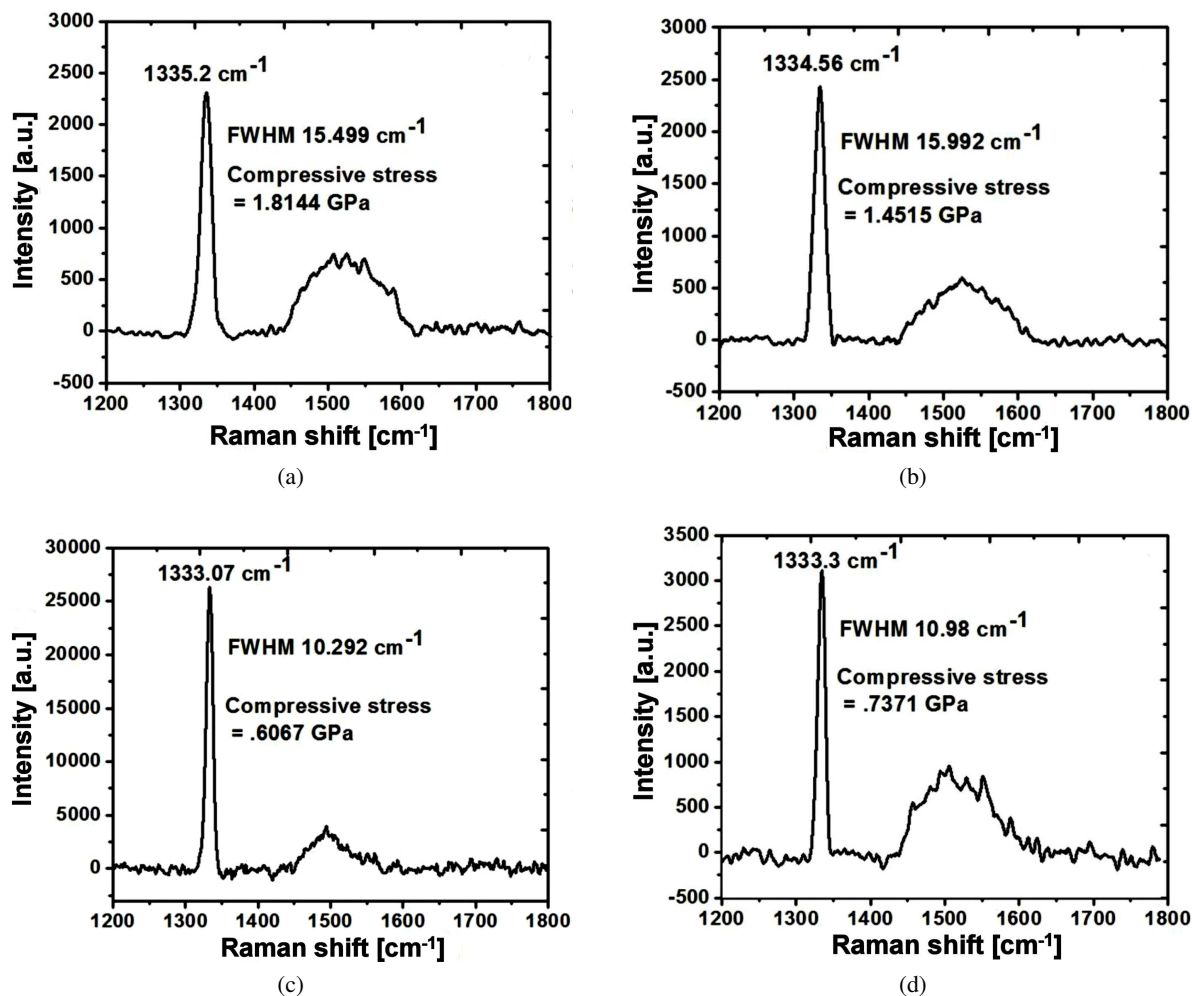 3000
2500
2000
1500
1000
500
0
-500
Intensity [a.u.]
1335.2 cm-1
FWHM 15.499 cm-1
Compressive stress
= 1.8144 GPa
1200 1300 1400 1500 1600 1700 1800
Raman shift [cm-1]
(a)
3000
2500
2000
1500
1000
500
0
-500
Intensity [a.u.]
1334.56 cm-1
FWHM 15.992 cm-1
Compressive stress
= 1.4515 GPa
1200 1300 1400 1500 1600 1700 1800
Raman shift [cm-1]
(b)
30000
25000
20000
15000
10000
5000
0
Intensity [a.u.]
1333.07 cm-1
FWHM 10.292 cm-1
Compressive stress
= .6067 GPa
1200 1300 1400 1500 1600 1700 1800
Raman shift [cm-1]
(c)
3500
3000
2500
2000
1500
1000
500
0
-500
Intensity [a.u.]
1333.3 cm-1
FWHM 10.98 cm-1
Compressive stress
= .7371 GPa
1200 1300 1400 1500 1600 1700 1800
Raman shift [cm-1]
(d)